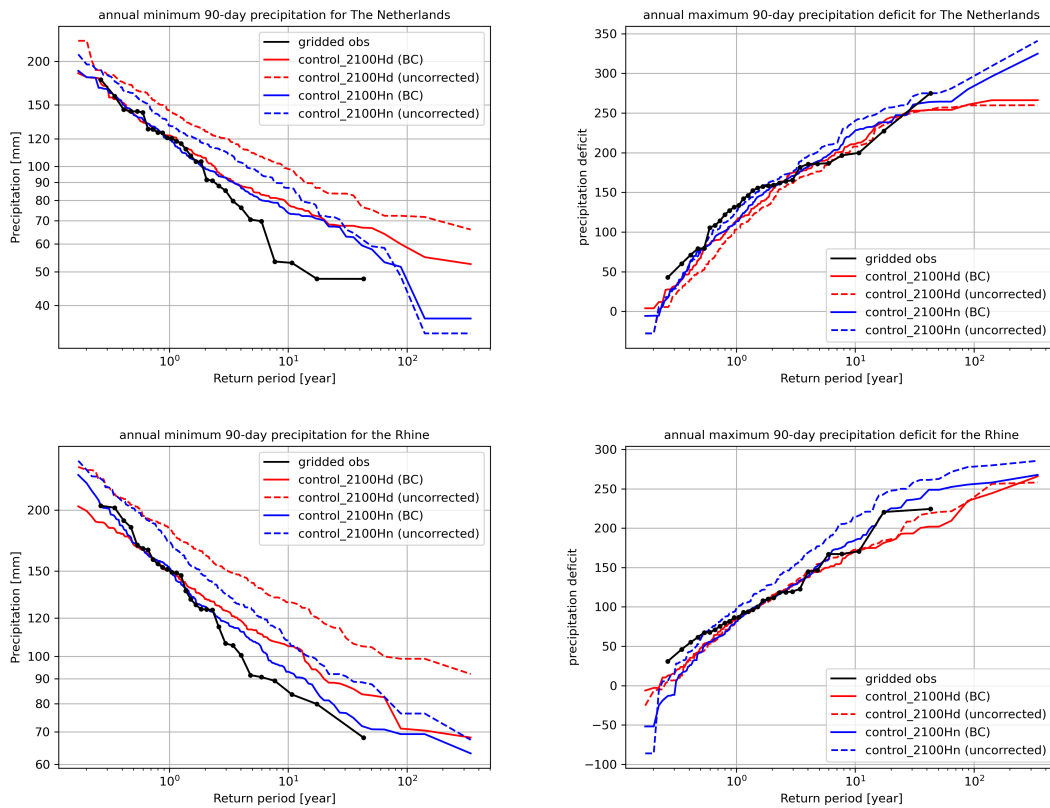 annual minimum 90-day precipitation for The Netherlands
200
150
120
100
90
80
70
60
50
40
Precipitation [mm]
10⁰
10¹
10²
Return period [year]
gridded obs
control_2100Hd (BC)
control_2100Hd (uncorrected)
control_2100Hn (BC)
control_2100Hn (uncorrected)
annual maximum 90-day precipitation deficit for The Netherlands
350
300
250
200
150
100
50
0
precipitation deficit
10⁰
10¹
10²
Return period [year]
gridded obs
control_2100Hd (BC)
control_2100Hd (uncorrected)
control_2100Hn (BC)
control_2100Hn (uncorrected)
annual minimum 90-day precipitation for the Rhine
200
150
120
100
90
80
70
60
Precipitation [mm]
10⁰
10¹
10²
Return period [year]
gridded obs
control_2100Hd (BC)
control_2100Hd (uncorrected)
control_2100Hn (BC)
control_2100Hn (uncorrected)
annual maximum 90-day precipitation deficit for the Rhine
300
250
200
150
100
50
0
−50
−100
precipitation deficit
10⁰
10¹
10²
Return period [year]
gridded obs
control_2100Hd (BC)
control_2100Hd (uncorrected)
control_2100Hn (BC)
control_2100Hn (uncorrected)